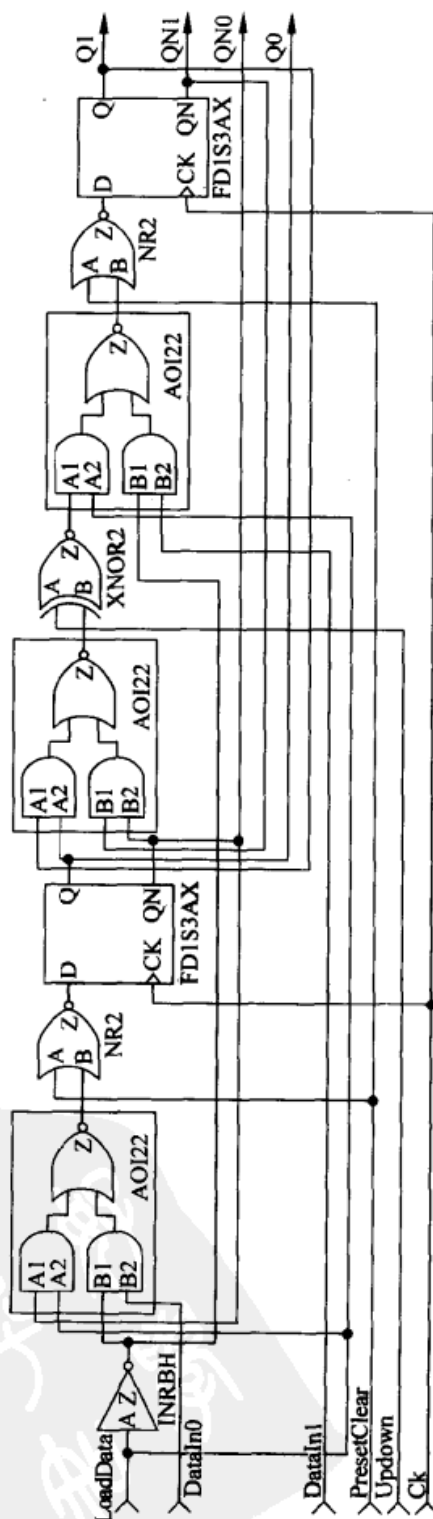 LoadData
DataIn0
DataIn1
PresetClear
Updown
Ck
A Z
INRBH
A1
A2
B1
B2
Z
AOI22
A
B
Z
NR2
D
Q
CK
QN
FD1S3AX
A1
A2
B1
B2
Z
AOI22
A
B
Z
XNOR2
A1
A2
B1
B2
Z
AOI22
A
B
Z
NR2
D
Q
CK
QN
FD1S3AX
Q1
QN1
QN0
Q0